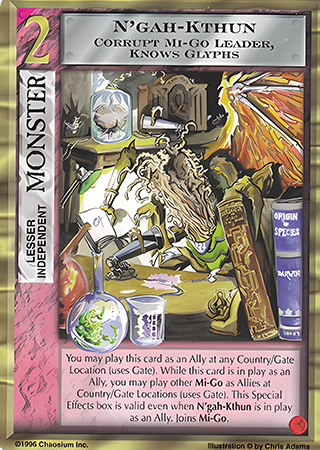 2
N'GAH-KTHUN
CORRUPT MI-GO LEADER,
KNOWS GLYPHS
MONSTER
LESSER
INDEPENDENT
ORIGIN
OF
SPECIES
DARWIN
You may play this card as an Ally at any Country/Gate
Location (uses Gate). While this card is in play as an
Ally, you may play other Mi-Go as Allies at
Country/Gate Locations (uses Gate). This Special
Effects box is valid even when N'gah-Kthun is in play
as an Ally. Joins Mi-Go.
©1996 Chaosium Inc.
Illustration © by Chris Adams